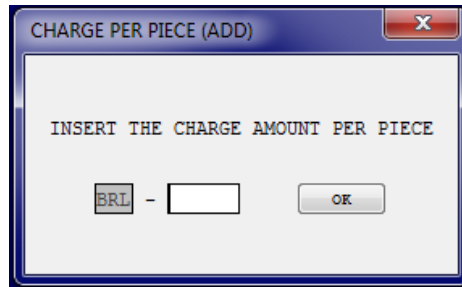 CHARGE PER PIECE (ADD)
INSERT THE CHARGE AMOUNT PER PIECE
BRL -
OK